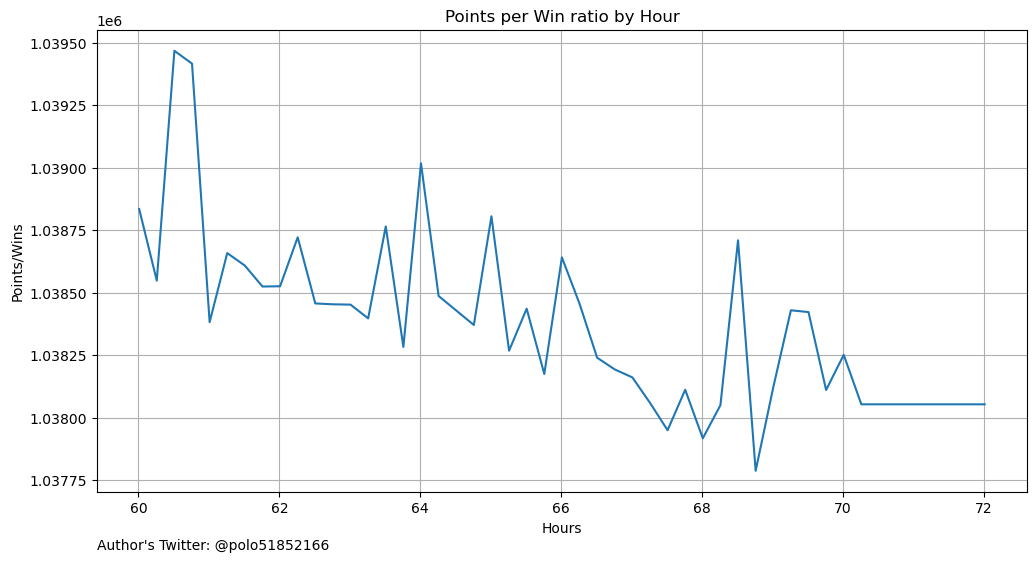 Points per Win ratio by Hour
1e6
1.03950
1.03925
1.03900
1.03875
1.03850
1.03825
1.03800
1.03775
Points/Wins
60 62 64 66 68 70 72
Hours
Author's Twitter: @polo51852166